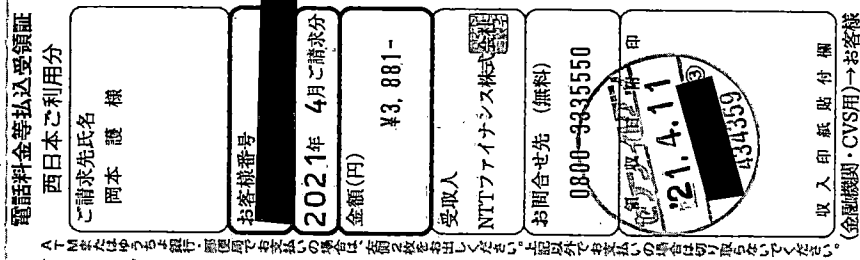 電話料金等払込受領証
西日本ご利用分
ご請求先氏名
岡本 護 様
お客様番号
2021年 4月ご請求分
金額(円)
¥3,881-
受取人
NTTファイナンス株式会社
お問合せ先 (無料)
0800-3335550
領収日附印
'21.4.11
③
434359
収入印紙貼付欄
(金融機関・CVS用)→お客様
ATMまたはゆうちょ銀行・郵便局でお支払いの場合は、左側2枚をお出しください。上記以外でお支払いの場合は切り取らないでください。